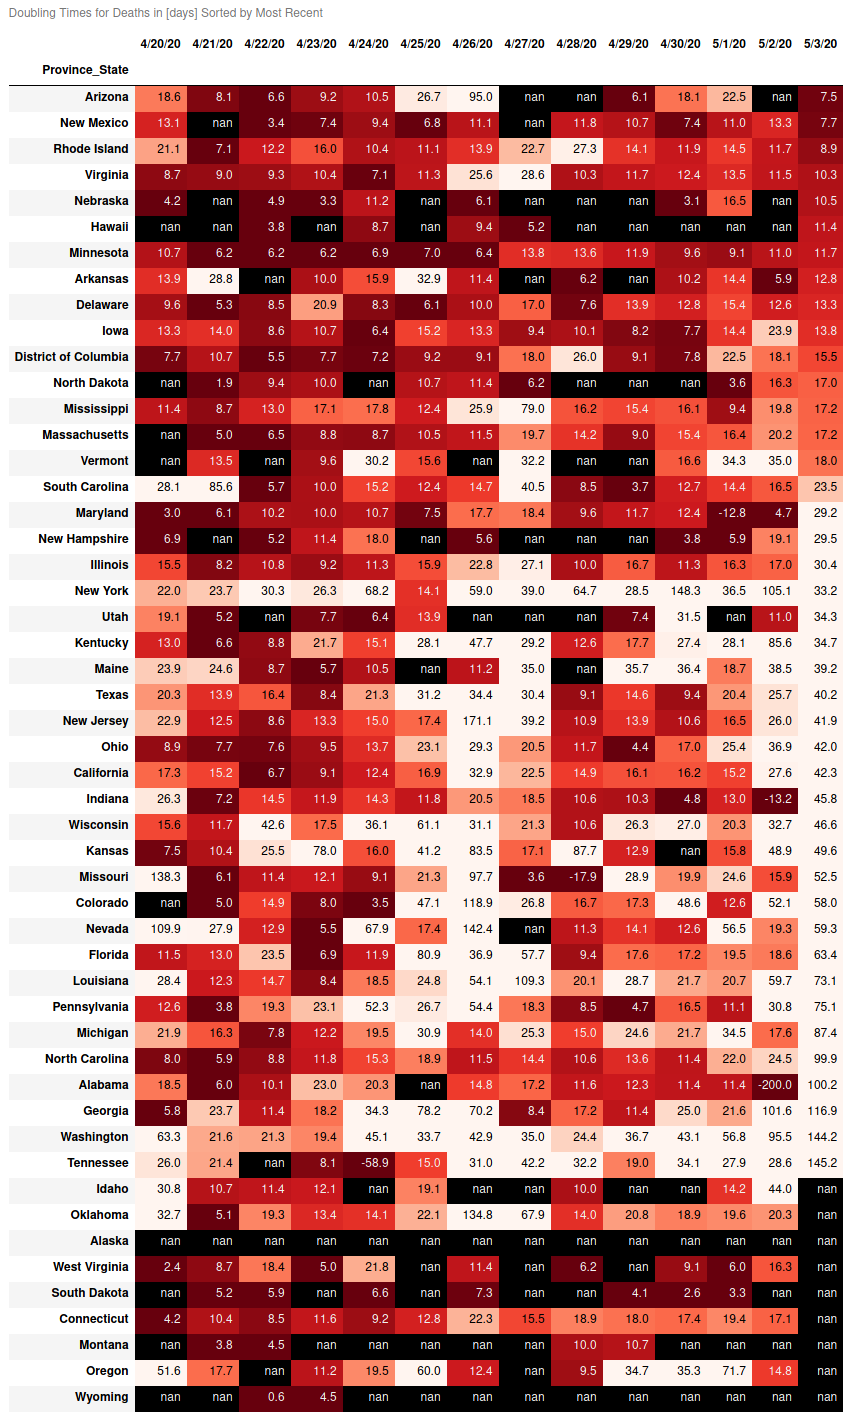 Doubling Times for Deaths in [days] Sorted by Most Recent
4/20/20 4/21/20 4/22/20 4/23/20 4/24/20 4/25/20 4/26/20 4/27/20 4/28/20 4/29/20 4/30/20 5/1/20 5/2/20 5/3/20
Province_State
Arizona 18.6 8.1 6.6 9.2 10.5 26.7 95.0 nan nan 6.1 18.1 22.5 nan 7.5
New Mexico 13.1 nan 3.4 7.4 9.4 6.8 11.1 nan 11.8 10.7 7.4 11.0 13.3 7.7
Rhode Island 21.1 7.1 12.2 16.0 10.4 11.1 13.9 22.7 27.3 14.1 11.9 14.5 11.7 8.9
Virginia 8.7 9.0 9.3 10.4 7.1 11.3 25.6 28.6 10.3 11.7 12.4 13.5 11.5 10.3
Nebraska 4.2 nan 4.9 3.3 11.2 nan 6.1 nan nan nan 3.1 16.5 nan 10.5
Hawaii nan nan 3.8 nan 8.7 nan 9.4 5.2 nan nan nan nan nan 11.4
Minnesota 10.7 6.2 6.2 6.2 6.9 7.0 6.4 13.8 13.6 11.9 9.6 9.1 11.0 11.7
Arkansas 13.9 28.8 nan 10.0 15.9 32.9 11.4 nan 6.2 nan 10.2 14.4 5.9 12.8
Delaware 9.6 5.3 8.5 20.9 8.3 6.1 10.0 17.0 7.6 13.9 12.8 15.4 12.6 13.3
Iowa 13.3 14.0 8.6 10.7 6.4 15.2 13.3 9.4 10.1 8.2 7.7 14.4 23.9 13.8
District of Columbia 7.7 10.7 5.5 7.7 7.2 9.2 9.1 18.0 26.0 9.1 7.8 22.5 18.1 15.5
North Dakota nan 1.9 9.4 10.0 nan 10.7 11.4 6.2 nan nan nan 3.6 16.3 17.0
Mississippi 11.4 8.7 13.0 17.1 17.8 12.4 25.9 79.0 16.2 15.4 16.1 9.4 19.8 17.2
Massachusetts nan 5.0 6.5 8.8 8.7 10.5 11.5 19.7 14.2 9.0 15.4 16.4 20.2 17.2
Vermont nan 13.5 nan 9.6 30.2 15.6 nan 32.2 nan nan 16.6 34.3 35.0 18.0
South Carolina 28.1 85.6 5.7 10.0 15.2 12.4 14.7 40.5 8.5 3.7 12.7 14.4 16.5 23.5
Maryland 3.0 6.1 10.2 10.0 10.7 7.5 17.7 18.4 9.6 11.7 12.4 -12.8 4.7 29.2
New Hampshire 6.9 nan 5.2 11.4 18.0 nan 5.6 nan nan nan 3.8 5.9 19.1 29.5
Illinois 15.5 8.2 10.8 9.2 11.3 15.9 22.8 27.1 10.0 16.7 11.3 16.3 17.0 30.4
New York 22.0 23.7 30.3 26.3 68.2 14.1 59.0 39.0 64.7 28.5 148.3 36.5 105.1 33.2
Utah 19.1 5.2 nan 7.7 6.4 13.9 nan nan nan 7.4 31.5 nan 11.0 34.3
Kentucky 13.0 6.6 8.8 21.7 15.1 28.1 47.7 29.2 12.6 17.7 27.4 28.1 85.6 34.7
Maine 23.9 24.6 8.7 5.7 10.5 nan 11.2 35.0 nan 35.7 36.4 18.7 38.5 39.2
Texas 20.3 13.9 16.4 8.4 21.3 31.2 34.4 30.4 9.1 14.6 9.4 20.4 25.7 40.2
New Jersey 22.9 12.5 8.6 13.3 15.0 17.4 171.1 39.2 10.9 13.9 10.6 16.5 26.0 41.9
Ohio 8.9 7.7 7.6 9.5 13.7 23.1 29.3 20.5 11.7 4.4 17.0 25.4 36.9 42.0
California 17.3 15.2 6.7 9.1 12.4 16.9 32.9 22.5 14.9 16.1 16.2 15.2 27.6 42.3
Indiana 26.3 7.2 14.5 11.9 14.3 11.8 20.5 18.5 10.6 10.3 4.8 13.0 -13.2 45.8
Wisconsin 15.6 11.7 42.6 17.5 36.1 61.1 31.1 21.3 10.6 26.3 27.0 20.3 32.7 46.6
Kansas 7.5 10.4 25.5 78.0 16.0 41.2 83.5 17.1 87.7 12.9 nan 15.8 48.9 49.6
Missouri 138.3 6.1 11.4 12.1 9.1 21.3 97.7 3.6 -17.9 28.9 19.9 24.6 15.9 52.5
Colorado nan 5.0 14.9 8.0 3.5 47.1 118.9 26.8 16.7 17.3 48.6 12.6 52.1 58.0
Nevada 109.9 27.9 12.9 5.5 67.9 17.4 142.4 nan 11.3 14.1 12.6 56.5 19.3 59.3
Florida 11.5 13.0 23.5 6.9 11.9 80.9 36.9 57.7 9.4 17.6 17.2 19.5 18.6 63.4
Louisiana 28.4 12.3 14.7 8.4 18.5 24.8 54.1 109.3 20.1 28.7 21.7 20.7 59.7 73.1
Pennsylvania 12.6 3.8 19.3 23.1 52.3 26.7 54.4 18.3 8.5 4.7 16.5 11.1 30.8 75.1
Michigan 21.9 16.3 7.8 12.2 19.5 30.9 14.0 25.3 15.0 24.6 21.7 34.5 17.6 87.4
North Carolina 8.0 5.9 8.8 11.8 15.3 18.9 11.5 14.4 10.6 13.6 11.4 22.0 24.5 99.9
Alabama 18.5 6.0 10.1 23.0 20.3 nan 14.8 17.2 11.6 12.3 11.4 11.4 -200.0 100.2
Georgia 5.8 23.7 11.4 18.2 34.3 78.2 70.2 8.4 17.2 11.4 25.0 21.6 101.6 116.9
Washington 63.3 21.6 21.3 19.4 45.1 33.7 42.9 35.0 24.4 36.7 43.1 56.8 95.5 144.2
Tennessee 26.0 21.4 nan 8.1 -58.9 15.0 31.0 42.2 32.2 19.0 34.1 27.9 28.6 145.2
Idaho 30.8 10.7 11.4 12.1 nan 19.1 nan nan 10.0 nan nan 14.2 44.0 nan
Oklahoma 32.7 5.1 19.3 13.4 14.1 22.1 134.8 67.9 14.0 20.8 18.9 19.6 20.3 nan
Alaska nan nan nan nan nan nan nan nan nan nan nan nan nan nan
West Virginia 2.4 8.7 18.4 5.0 21.8 nan 11.4 nan 6.2 nan 9.1 6.0 16.3 nan
South Dakota nan 5.2 5.9 nan 6.6 nan 7.3 nan nan 4.1 2.6 3.3 nan nan
Connecticut 4.2 10.4 8.5 11.6 9.2 12.8 22.3 15.5 18.9 18.0 17.4 19.4 17.1 nan
Montana nan 3.8 4.5 nan nan nan nan nan 10.0 10.7 nan nan nan nan
Oregon 51.6 17.7 nan 11.2 19.5 60.0 12.4 nan 9.5 34.7 35.3 71.7 14.8 nan
Wyoming nan nan 0.6 4.5 nan nan nan nan nan nan nan nan nan nan